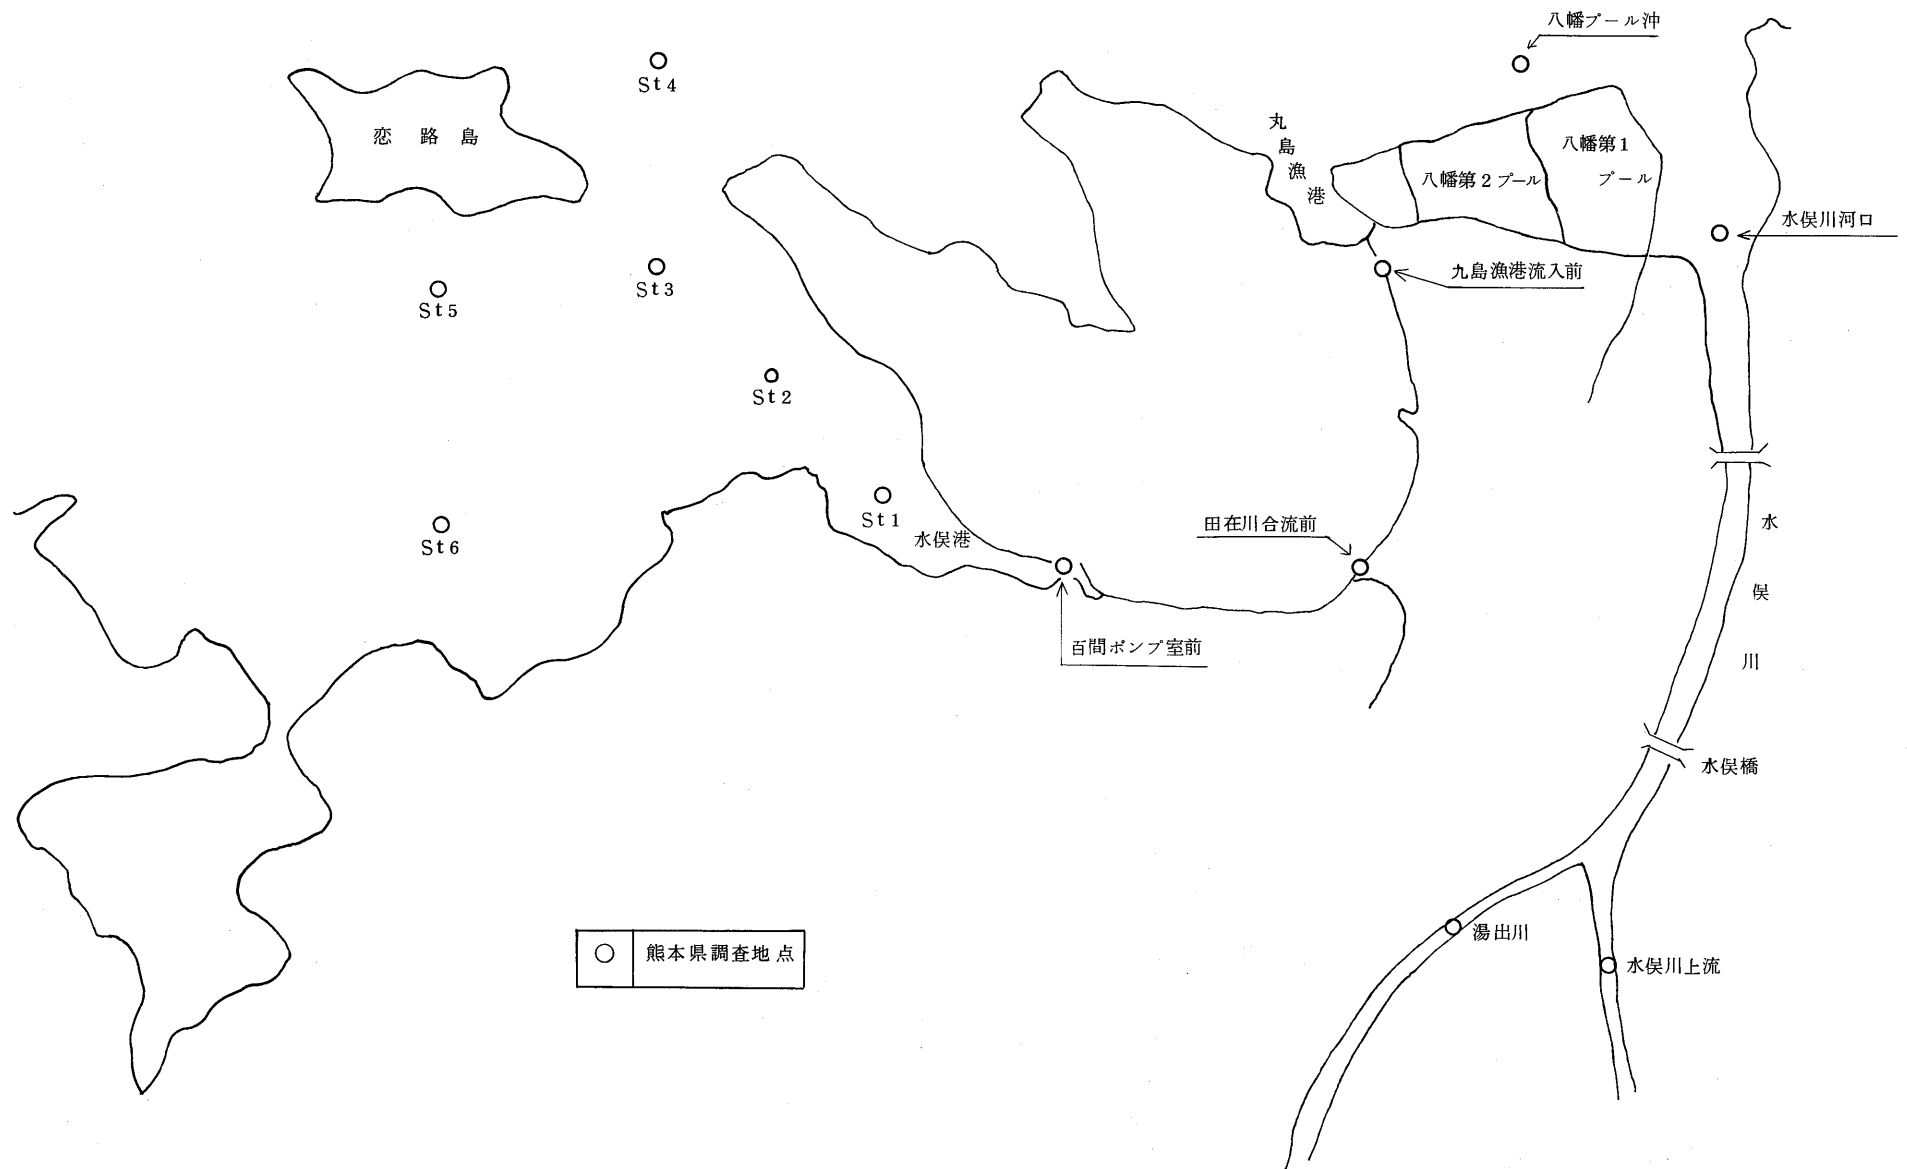 八幡プール沖
St4
恋路島
丸島漁港
八幡第1
プール
八幡第2プール
水俣川河口
九島漁港流入前
St3
St5
St2
St1
水俣港
St6
田在川合流前
水俣川
百間ポンプ室前
水俣橋
湯出川
熊本県調査地点
水俣川上流